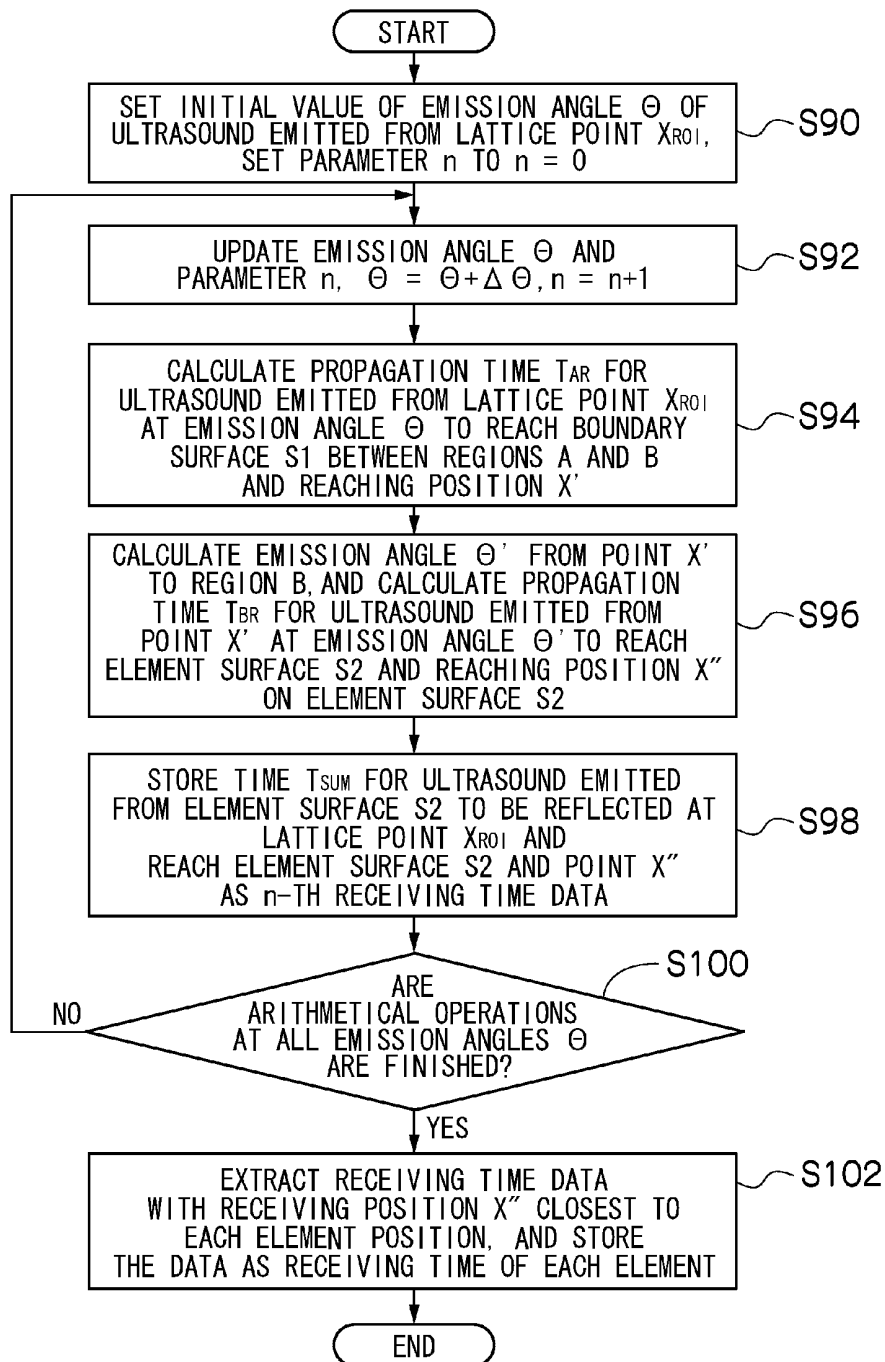 START
SET INITIAL VALUE OF EMISSION ANGLE Θ OF
ULTRASOUND EMITTED FROM LATTICE POINT XROI,
SET PARAMETER n TO n = 0
S90
UPDATE EMISSION ANGLE Θ AND
PARAMETER n, Θ = Θ+ΔΘ, n = n+1
S92
CALCULATE PROPAGATION TIME TAR FOR
ULTRASOUND EMITTED FROM LATTICE POINT XROI
AT EMISSION ANGLE Θ TO REACH BOUNDARY
SURFACE S1 BETWEEN REGIONS A AND B
AND REACHING POSITION X'
S94
CALCULATE EMISSION ANGLE Θ' FROM POINT X'
TO REGION B, AND CALCULATE PROPAGATION
TIME TBR FOR ULTRASOUND EMITTED FROM
POINT X' AT EMISSION ANGLE Θ' TO REACH
ELEMENT SURFACE S2 AND REACHING POSITION X″
ON ELEMENT SURFACE S2
S96
STORE TIME TSUM FOR ULTRASOUND EMITTED
FROM ELEMENT SURFACE S2 TO BE REFLECTED AT
LATTICE POINT XROI AND
REACH ELEMENT SURFACE S2 AND POINT X″
AS n-TH RECEIVING TIME DATA
S98
ARE
ARITHMETICAL OPERATIONS
AT ALL EMISSION ANGLES Θ
ARE FINISHED?
S100
NO
YES
EXTRACT RECEIVING TIME DATA
WITH RECEIVING POSITION X″ CLOSEST TO
EACH ELEMENT POSITION, AND STORE
THE DATA AS RECEIVING TIME OF EACH ELEMENT
S102
END